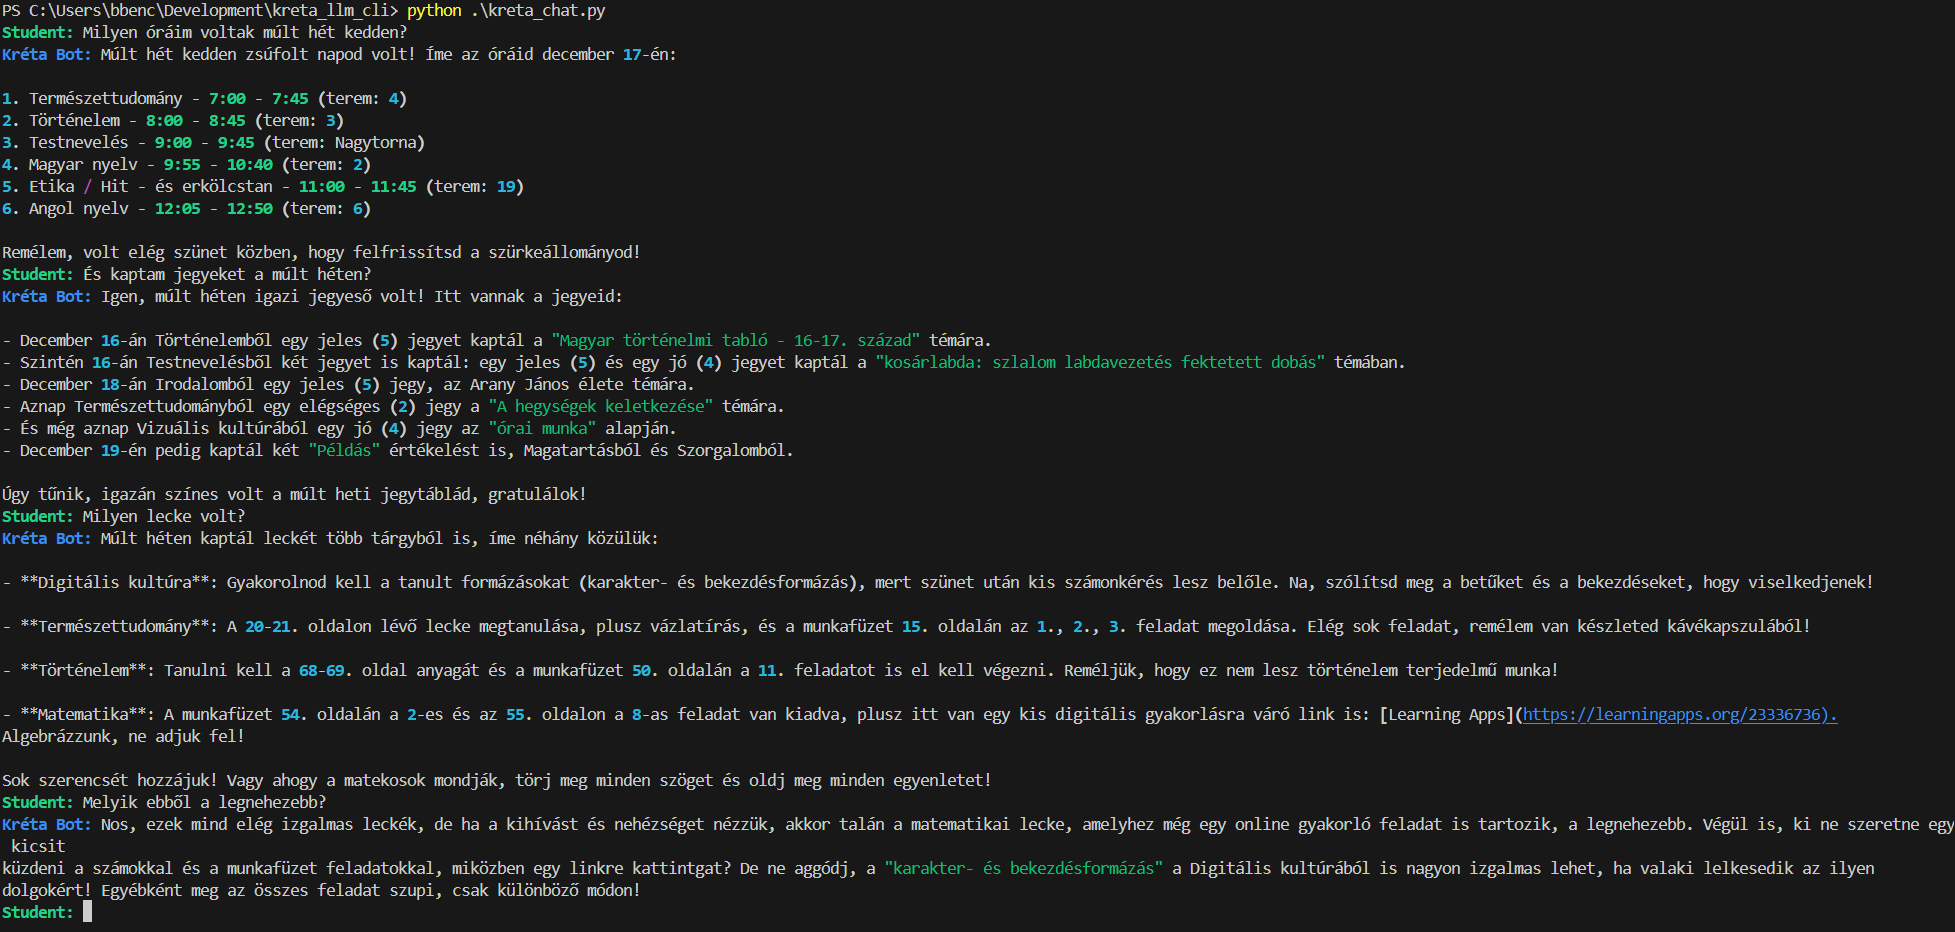 PS C:\Users\bbenc\Development\kreta_llm_cli> python .\kreta_chat.py
Student: Milyen óráim voltak múlt hét kedden?
Kréta Bot: Múlt hét kedden zsúfolt napod volt! Íme az óráid december 17-én:

1. Természettudomány - 7:00 - 7:45 (terem: 4)
2. Történelem - 8:00 - 8:45 (terem: 3)
3. Testnevelés - 9:00 - 9:45 (terem: Nagytorna)
4. Magyar nyelv - 9:55 - 10:40 (terem: 2)
5. Etika / Hit - és erkölcstan - 11:00 - 11:45 (terem: 19)
6. Angol nyelv - 12:05 - 12:50 (terem: 6)

Remélem, volt elég szünet közben, hogy felfrissítsd a szürkeállományod!
Student: És kaptam jegyeket a múlt héten?
Kréta Bot: Igen, múlt héten igazi jegyeső volt! Itt vannak a jegyeid:

- December 16-án Történelemből egy jeles (5) jegyet kaptál a "Magyar történelmi tabló - 16-17. század" témára.
- Szintén 16-án Testnevelésből két jegyet is kaptál: egy jeles (5) és egy jó (4) jegyet kaptál a "kosárlabda: szlalom labdavezetés fektetett dobás" témában.
- December 18-án Irodalomból egy jeles (5) jegy, az Arany János élete témára.
- Aznap Természettudományból egy elégséges (2) jegy a "A hegységek keletkezése" témára.
- És még aznap Vizuális kultúrából egy jó (4) jegy az "órai munka" alapján.
- December 19-én pedig kaptál két "Példás" értékelést is, Magatartásból és Szorgalomból.

Úgy tűnik, igazán színes volt a múlt heti jegytáblád, gratulálok!
Student: Milyen lecke volt?
Kréta Bot: Múlt héten kaptál leckét több tárgyból is, íme néhány közülük:

- **Digitális kultúra**: Gyakorolnod kell a tanult formázásokat (karakter- és bekezdésformázás), mert szünet után kis számonkérés lesz belőle. Na, szólítsd meg a betűket és a bekezdéseket, hogy viselkedjenek!

- **Természettudomány**: A 20-21. oldalon lévő lecke megtanulása, plusz vázlatírás, és a munkafüzet 15. oldalán az 1., 2., 3. feladat megoldása. Elég sok feladat, remélem van készleted kávékapszulából!

- **Történelem**: Tanulni kell a 68-69. oldal anyagát és a munkafüzet 50. oldalán a 11. feladatot is el kell végezni. Reméljük, hogy ez nem lesz történelem terjedelmű munka!

- **Matematika**: A munkafüzet 54. oldalán a 2-es és az 55. oldalon a 8-as feladat van kiadva, plusz itt van egy kis digitális gyakorlásra váró link is: [Learning Apps](https://learningapps.org/23336736).
Algebrázzunk, ne adjuk fel!

Sok szerencsét hozzájuk! Vagy ahogy a matekosok mondják, törj meg minden szöget és oldj meg minden egyenletet!
Student: Melyik ebből a legnehezebb?
Kréta Bot: Nos, ezek mind elég izgalmas leckék, de ha a kihívást és nehézséget nézzük, akkor talán a matematikai lecke, amelyhez még egy online gyakorló feladat is tartozik, a legnehezebb. Végül is, ki ne szeretne egy
kicsit
küzdeni a számokkal és a munkafüzet feladatokkal, miközben egy linkre kattintgat? De ne aggódj, a "karakter- és bekezdésformázás" a Digitális kultúrából is nagyon izgalmas lehet, ha valaki lelkesedik az ilyen
dolgokért! Egyébként meg az összes feladat szupi, csak különböző módon!
Student: